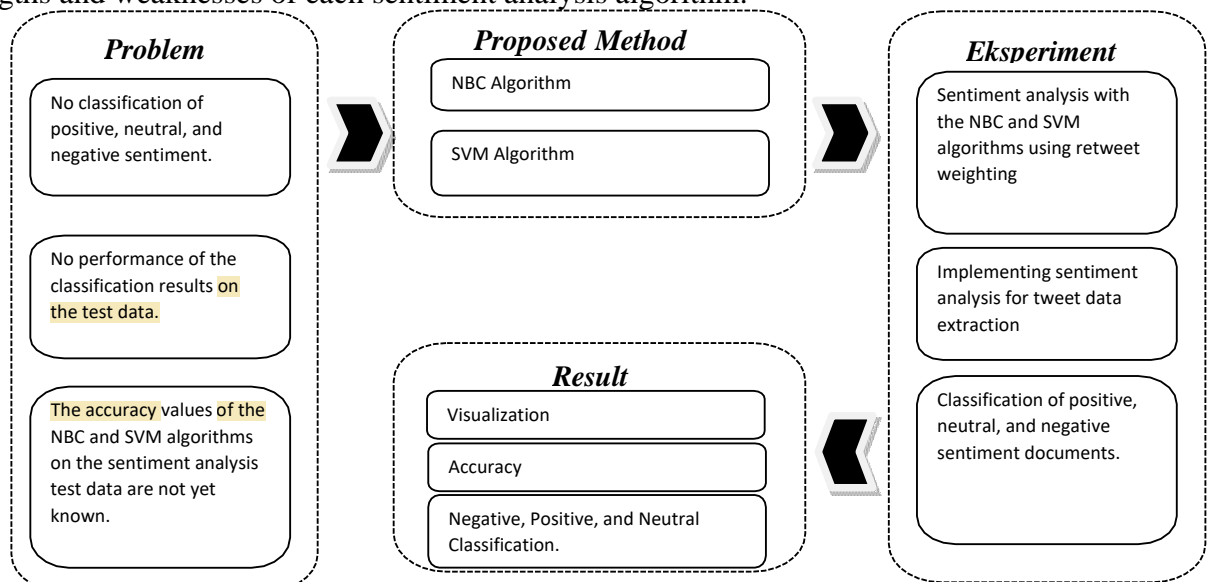 and weaknesses of each sentiment analysis algorithm.
Problem
No classification of
positive, neutral, and
negative sentiment.
No performance of the
classification results on
the test data.
The accuracy values of the
NBC and SVM algorithms
on the sentiment analysis
test data are not yet
known.
Proposed Method
NBC Algorithm
SVM Algorithm
Eksperiment
Sentiment analysis with
the NBC and SVM
algorithms using retweet
weighting
Implementing sentiment
analysis for tweet data
extraction
Classification of positive,
neutral, and negative
sentiment documents.
Result
Visualization
Accuracy
Negative, Positive, and Neutral
Classification.